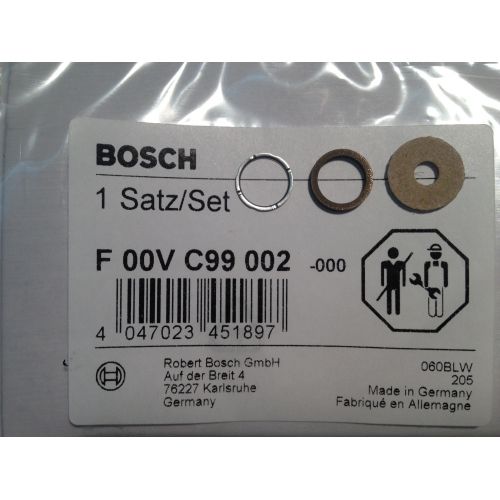 BOSCH
1 Satz/Set
F 00V C99 002 -000
4 047023 451897
Robert Bosch GmbH
Auf der Breit 4
76227 Karlsruhe
Germany
060BLW
205
Made in Germany
Fabriqué en Allemagne